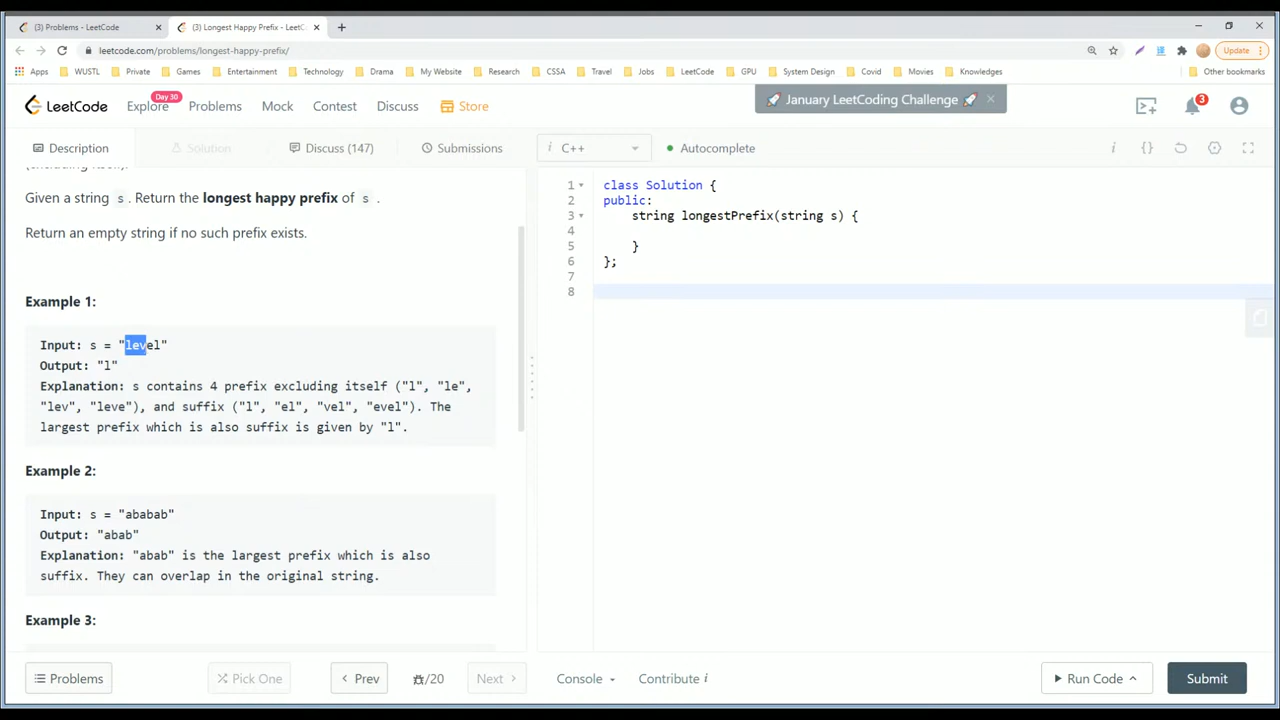 (3) Problems - LeetCode
(3) Longest Happy Prefix - LeetC
leetcode.com/problems/longest-happy-prefix/
Update
Apps WUSTL Private Games Entertainment Technology Drama My Website Research CSSA Travel Jobs LeetCode GPU System Design Covid Movies Knowledges Other bookmarks
LeetCode Explore Day 30 Problems Mock Contest Discuss Store
🚀 January LeetCoding Challenge 🚀 ×
3
Description Solution Discuss (147) Submissions
i C++ Autocomplete i {}
(excluding itself).
Given a string s. Return the longest happy prefix of s .
Return an empty string if no such prefix exists.
Example 1:
Input: s = "level"
Output: "l"
Explanation: s contains 4 prefix excluding itself ("l", "le",
"lev", "leve"), and suffix ("l", "el", "vel", "evel"). The
largest prefix which is also suffix is given by "l".
Example 2:
Input: s = "ababab"
Output: "abab"
Explanation: "abab" is the largest prefix which is also
suffix. They can overlap in the original string.
Example 3:
1 class Solution {
2 public:
3 string longestPrefix(string s) {
4
5 }
6 };
7
8
Problems Pick One Prev /20 Next Console Contribute i Run Code Submit